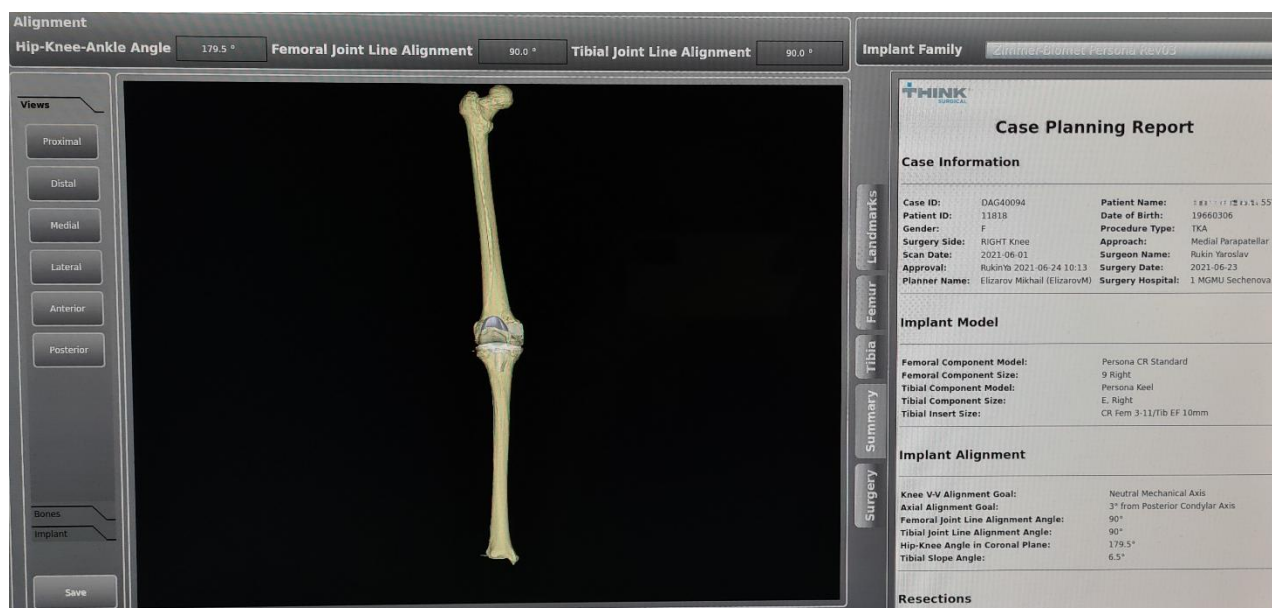 Alignment
Hip-Knee-Ankle Angle 179.5 ° Femoral Joint Line Alignment 90.0 ° Tibial Joint Line Alignment 90.0 °
Implant Family Zimmer-Biomet Persona Rev03
Views
Proximal
Distal
Medial
Lateral
Anterior
Posterior
Bones
Implant
Save
Landmarks
Femur
Tibia
Summary
Surgery
THINK
SURGICAL
Case Planning Report
Case Information
Case ID: DAG40094 Patient Name:
Patient ID: 11818 Date of Birth: 19660306
Gender: F Procedure Type: TKA
Surgery Side: RIGHT Knee Approach: Medial Parapatellar
Scan Date: 2021-06-01 Surgeon Name: Rukin Yaroslav
Approval: RukinYa 2021-06-24 10:13 Surgery Date: 2021-06-23
Planner Name: Elizarov Mikhail (ElizarovM) Surgery Hospital: 1 MGMU Sechenova
Implant Model
Femoral Component Model: Persona CR Standard
Femoral Component Size: 9 Right
Tibial Component Model: Persona Keel
Tibial Component Size: E, Right
Tibial Insert Size: CR Fem 3-11/Tib EF 10mm
Implant Alignment
Knee V-V Alignment Goal: Neutral Mechanical Axis
Axial Alignment Goal: 3° from Posterior Condylar Axis
Femoral Joint Line Alignment Angle: 90°
Tibial Joint Line Alignment Angle: 90°
Hip-Knee Angle in Coronal Plane: 179.5°
Tibial Slope Angle: 6.5°
Resections